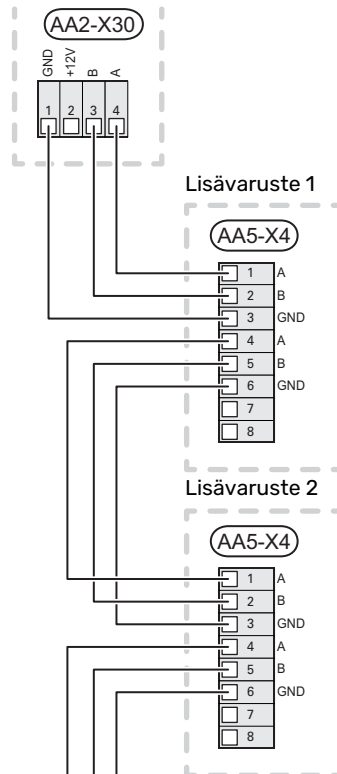 AA2-X30
GND +12V B A
1 2 3 4
Lisävaruste 1
AA5-X4
1 A
2 B
3 GND
4 A
5 B
6 GND
7
8
Lisävaruste 2
AA5-X4
1 A
2 B
3 GND
4 A
5 B
6 GND
7
8